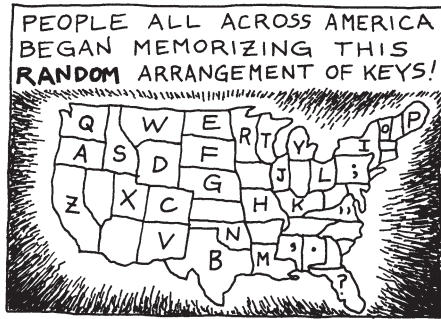 PEOPLE ALL ACROSS AMERICA
BEGAN MEMORIZING THIS
RANDOM ARRANGEMENT OF KEYS!
Q W E R T Y I O P
A S D F G H J K L ;
Z X C V B N M , . ?